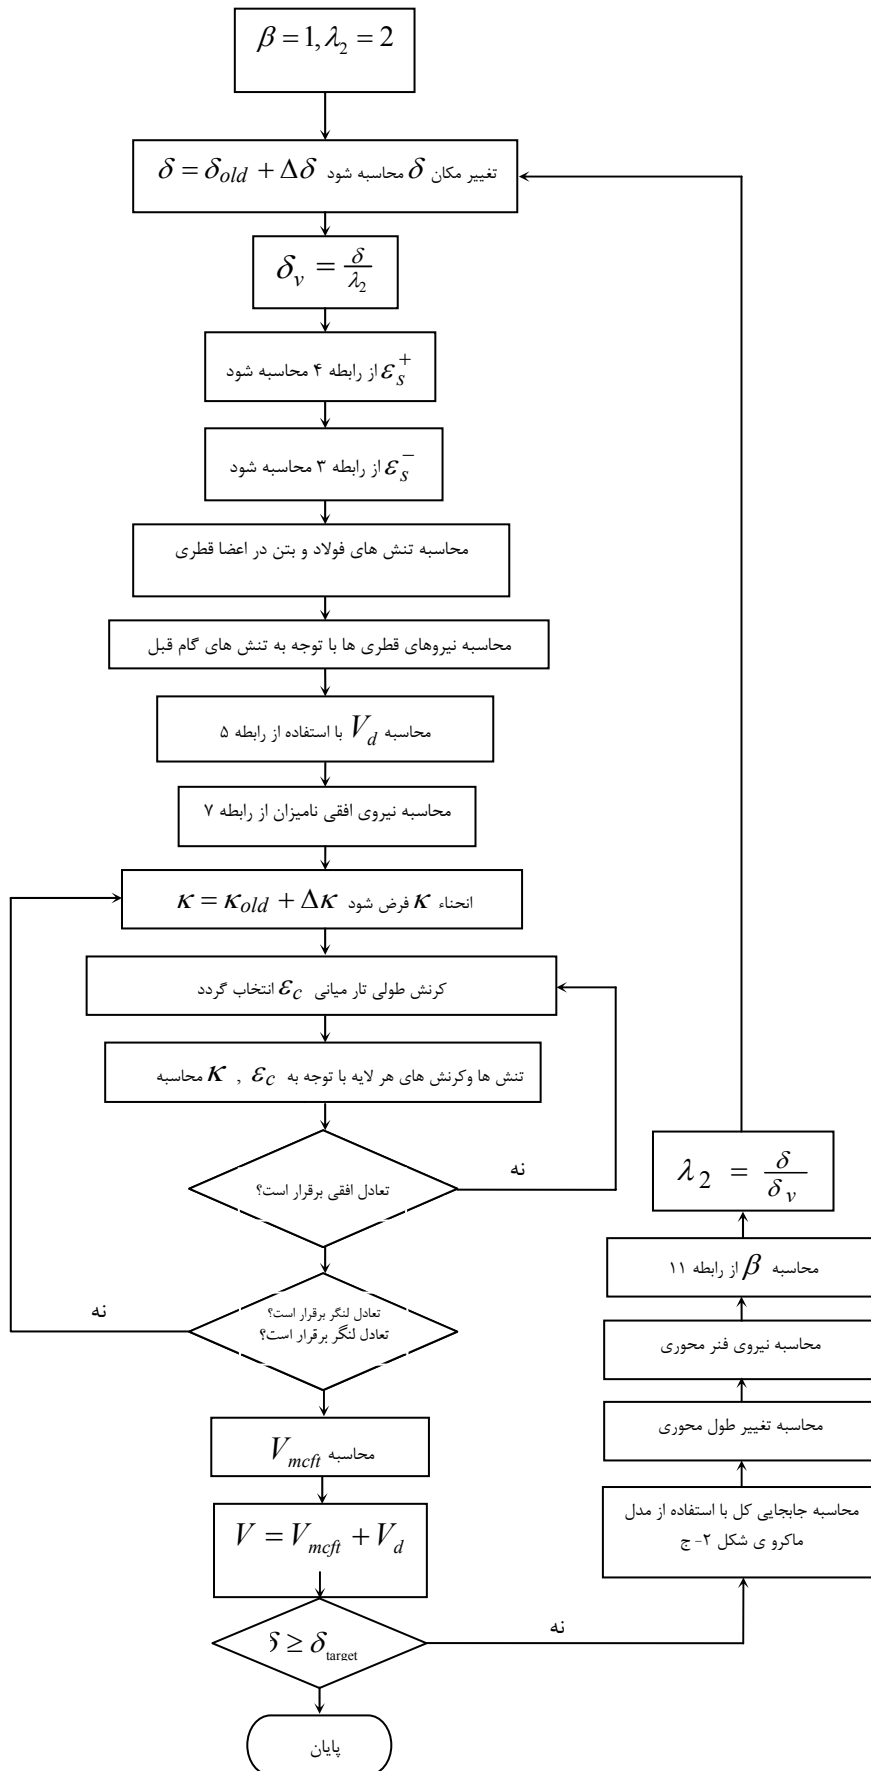 β = 1, λ₂ = 2
تغییر مکان δ محاسبه شود δ = δ_old + Δδ
δ_v = δ / λ₂
ε_s⁺ از رابطه ۴ محاسبه شود
ε_s⁻ از رابطه ۳ محاسبه شود
محاسبه تنش های فولاد و بتن در اعضا قطری
محاسبه نیروهای قطری ها با توجه به تنش های گام قبل
محاسبه V_d با استفاده از رابطه ۵
محاسبه نیروی افقی نامیزان از رابطه ۷
انحناء κ فرض شود κ = κ_old + Δκ
کرنش طولی تار میانی ε_c انتخاب گردد
تنش ها وکرنش های هر لایه با توجه به κ , ε_c محاسبه
تعادل افقی برقرار است؟
نه
تعادل لنگر برقرار است؟
تعادل لنگر برقرار است؟
نه
محاسبه V_mcft
V = V_mcft + V_d
δ ≥ δ_target
نه
پایان
محاسبه جابجایی کل با استفاده از مدل
ماکرو ی شکل ۲- ج
محاسبه تغییر طول محوری
محاسبه نیروی فنر محوری
محاسبه β از رابطه ۱۱
λ₂ = δ / δ_v